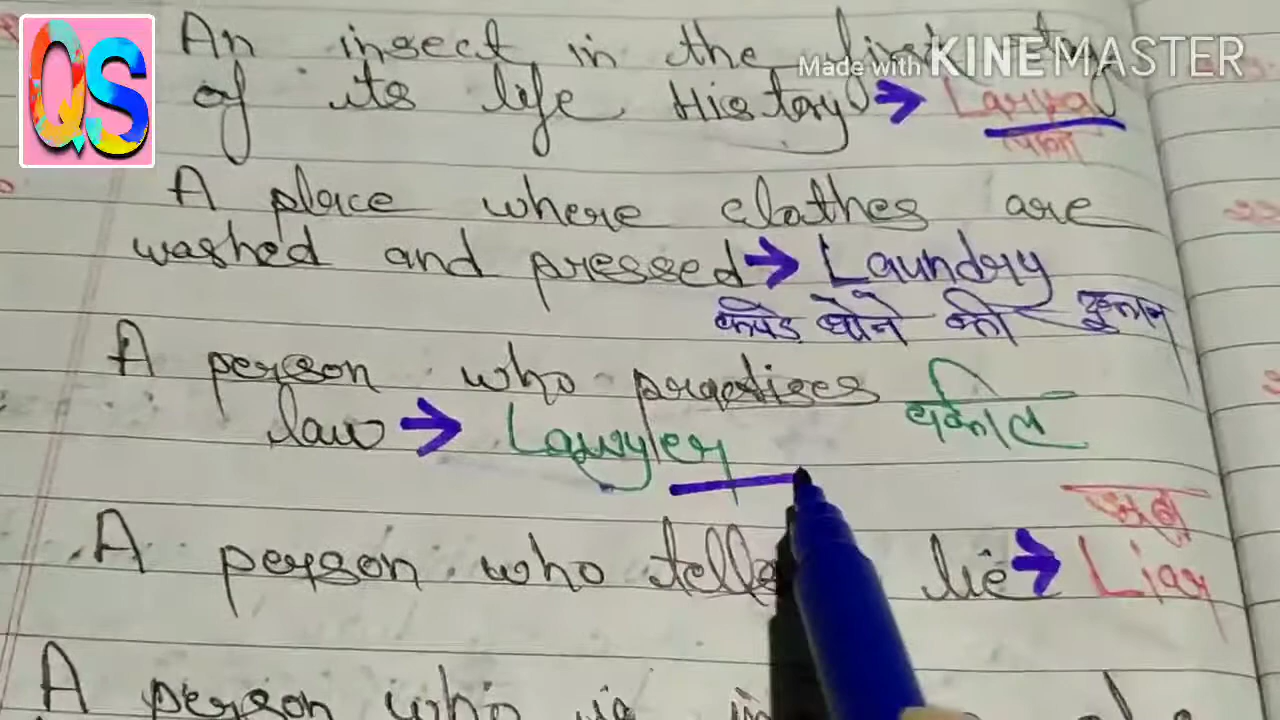 QS
An insect in the first
Made with KINEMASTER
of its life History → Larva
A place where clothes are
washed and pressed → Laundry
कपड़े धोने की दुकान
A person who practises वकील
law → Lawyer
A person who tells lie → Liar
A person who is